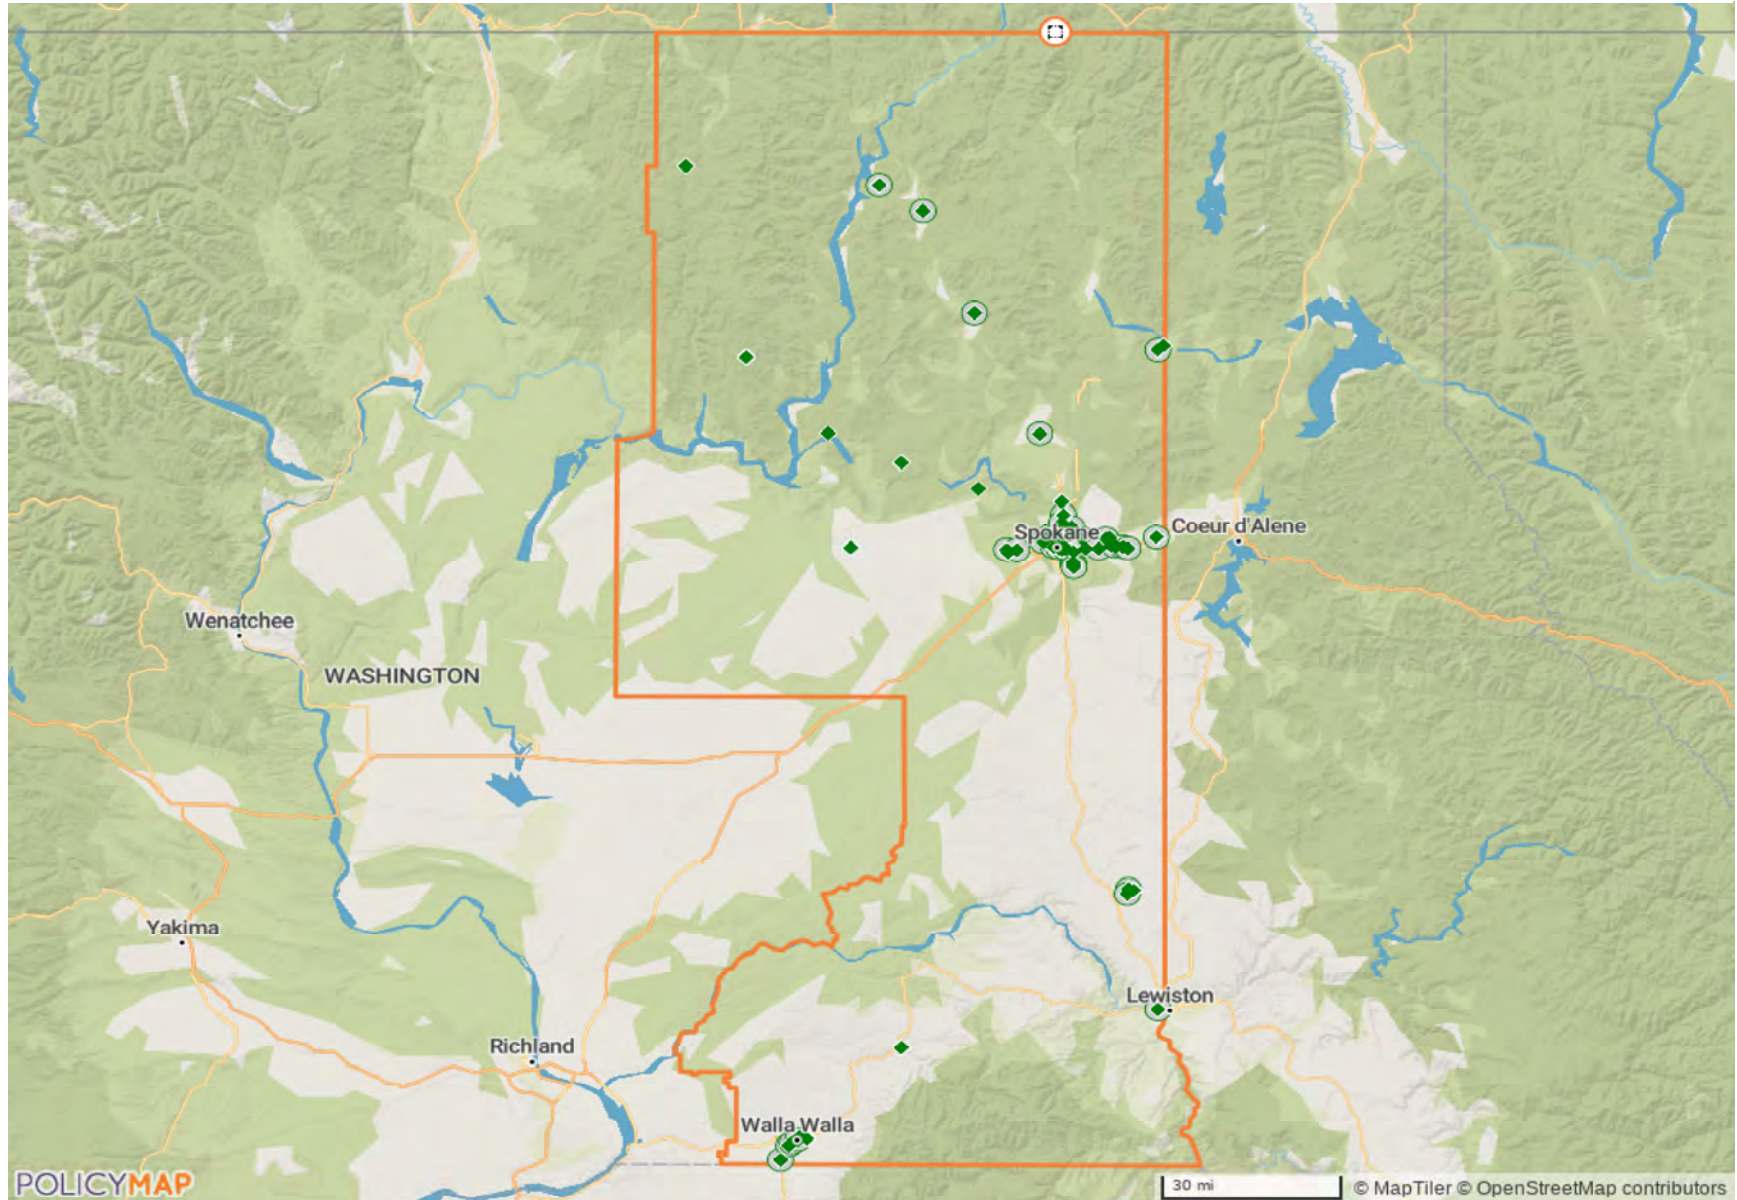 Spokane
Coeur d'Alene
Wenatchee
WASHINGTON
Yakima
Lewiston
Richland
Walla Walla
POLICYMAP
30 mi
© MapTiler © OpenStreetMap contributors